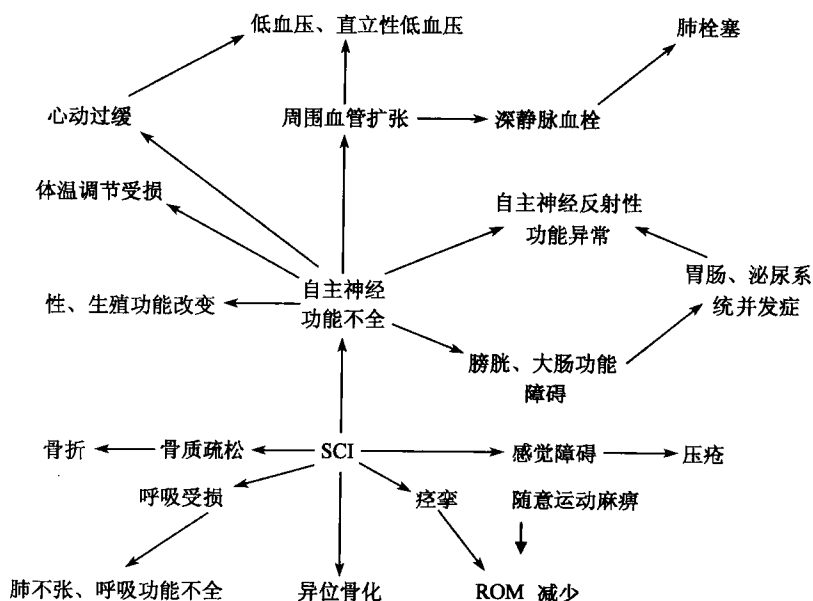 低血压、直立性低血压
肺栓塞
心动过缓
周围血管扩张
深静脉血栓
体温调节受损
自主神经反射性
功能异常
胃肠、泌尿系
统并发症
自主神经
功能不全
性、生殖功能改变
膀胱、大肠功能
障碍
骨折
骨质疏松
SCI
感觉障碍
压疮
呼吸受损
痉挛
随意运动麻痹
肺不张、呼吸功能不全
异位骨化
ROM 减少